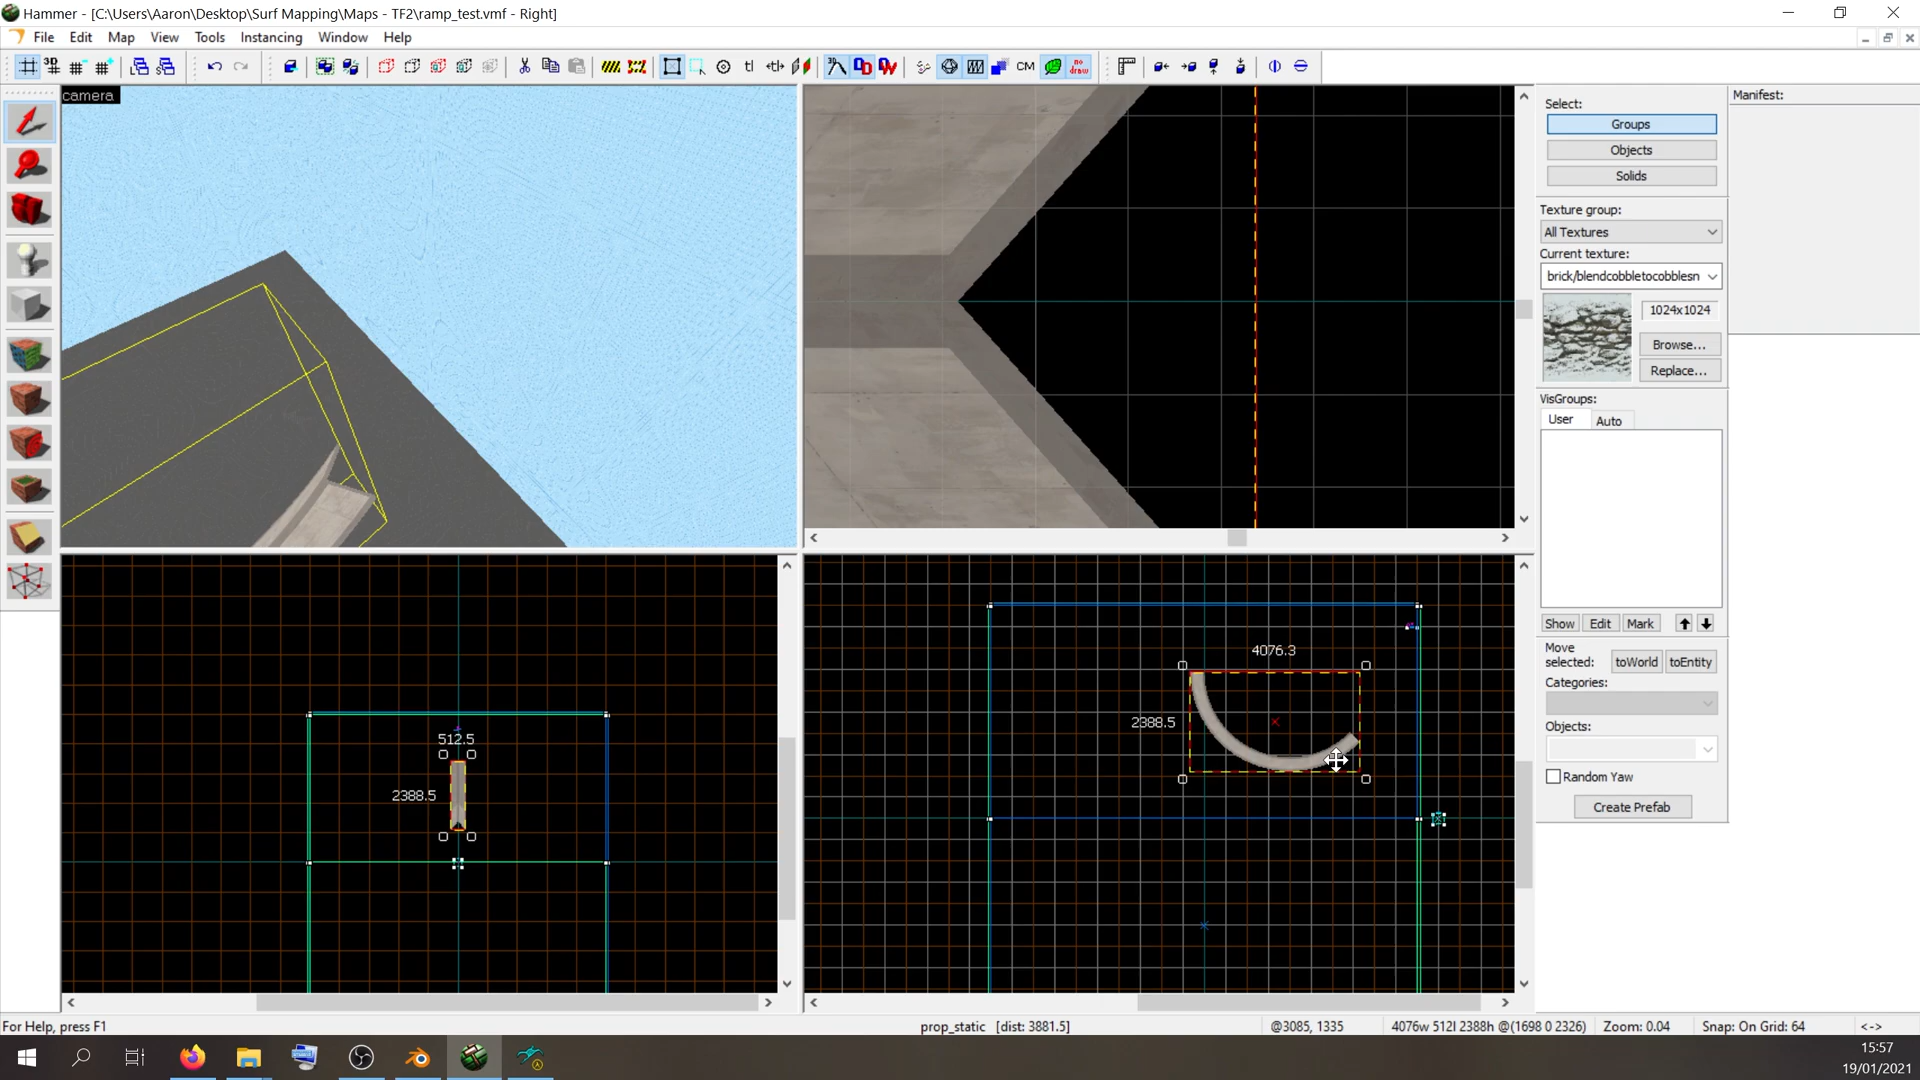 Hammer - [C:\Users\Aaron\Desktop\Surf Mapping\Maps - TF2\ramp_test.vmf - Right]
File Edit Map View Tools Instancing Window Help
3D
tl
CM
no draw
camera
Select:
Groups
Objects
Solids
Texture group:
All Textures
Current texture:
brick/blendcobbletocobblesn
1024x1024
Browse...
Replace...
VisGroups:
User Auto
Show Edit Mark
Move selected:
toWorld toEntity
Categories:
Objects:
Random Yaw
Create Prefab
Manifest:
512.5
2388.5
4076.3
2388.5
For Help, press F1
prop_static [dist: 3881.5]
@3085, 1335
4076w 512l 2388h @(1698 0 2326)
Zoom: 0.04
Snap: On Grid: 64
<->
15:57
19/01/2021